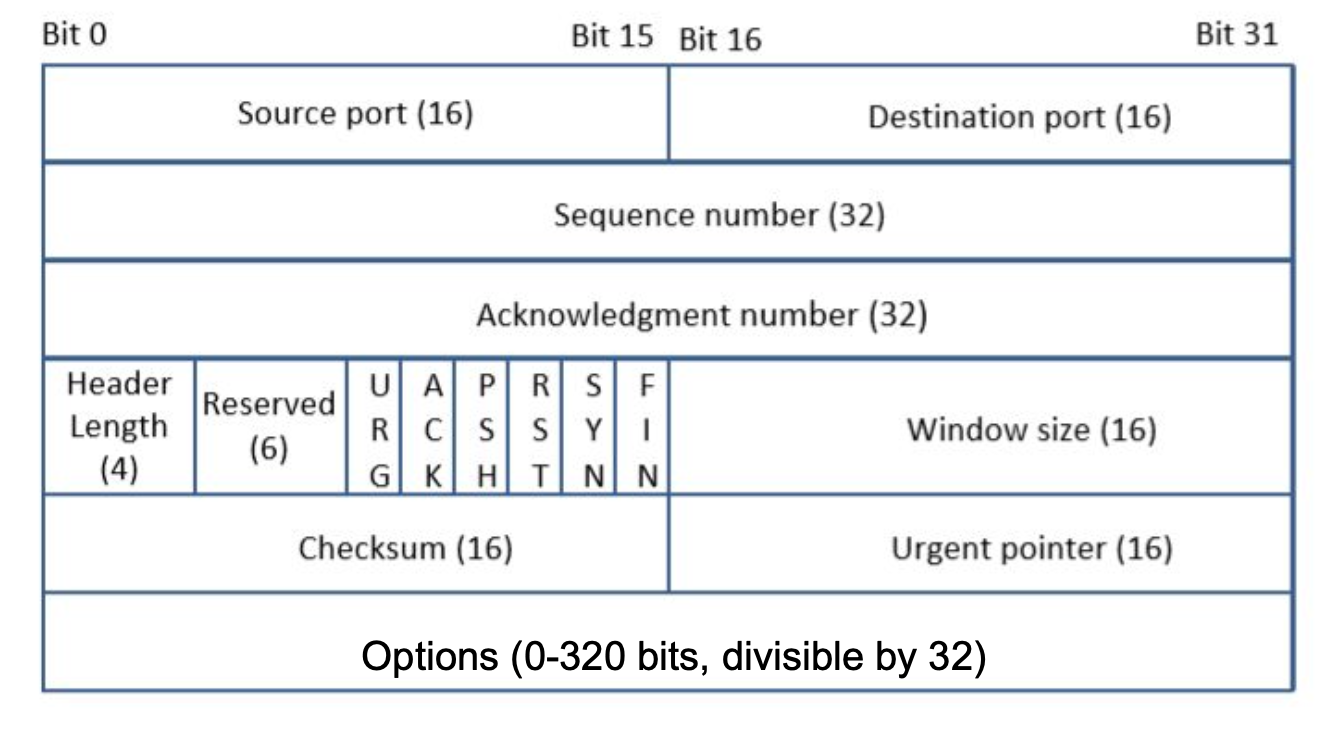 Bit 0 Bit 15 Bit 16 Bit 31
Source port (16) Destination port (16)
Sequence number (32)
Acknowledgment number (32)
Header
Length
(4)
Reserved
(6)
URG
ACK
PSH
RST
SYN
FIN
Window size (16)
Checksum (16) Urgent pointer (16)
Options (0-320 bits, divisible by 32)